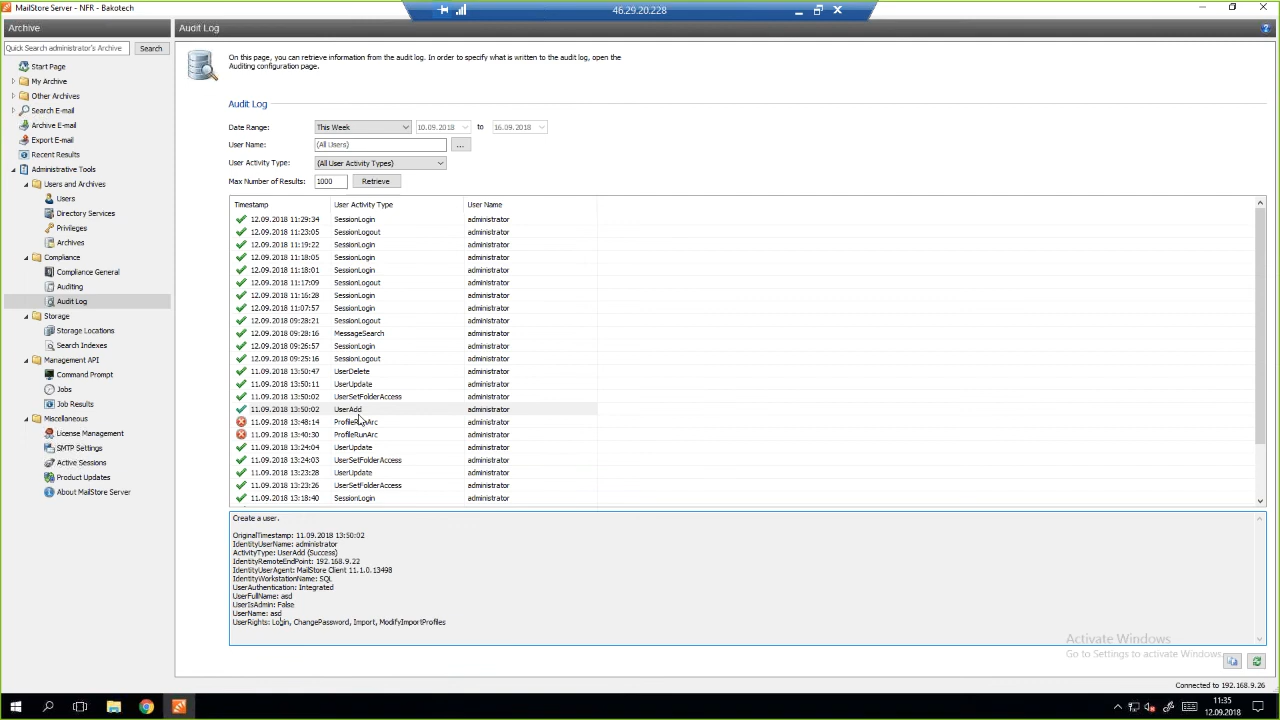 MailStore Server - NFR - Bakotech
46.29.20.228
Archive
Audit Log
Quick Search administrator's Archive
Search
Start Page
My Archive
Other Archives
Search E-mail
Archive E-mail
Export E-mail
Recent Results
Administrative Tools
Users and Archives
Users
Directory Services
Privileges
Archives
Compliance
Compliance General
Auditing
Audit Log
Storage
Storage Locations
Search Indexes
Management API
Command Prompt
Jobs
Job Results
Miscellaneous
License Management
SMTP Settings
Active Sessions
Product Updates
About MailStore Server
On this page, you can retrieve information from the audit log. In order to specify what is written to the audit log, open the
Auditing configuration page.
Audit Log
Date Range: This Week 10.09.2018 to 16.09.2018
User Name: (All Users) ...
User Activity Type: (All User Activity Types)
Max Number of Results: 1000 Retrieve
Timestamp User Activity Type User Name
12.09.2018 11:29:34 SessionLogin administrator
12.09.2018 11:23:05 SessionLogout administrator
12.09.2018 11:19:22 SessionLogin administrator
12.09.2018 11:18:05 SessionLogin administrator
12.09.2018 11:18:01 SessionLogin administrator
12.09.2018 11:17:09 SessionLogout administrator
12.09.2018 11:16:28 SessionLogin administrator
12.09.2018 11:07:57 SessionLogin administrator
12.09.2018 09:28:21 SessionLogout administrator
12.09.2018 09:28:16 MessageSearch administrator
12.09.2018 09:26:57 SessionLogin administrator
12.09.2018 09:25:16 SessionLogout administrator
11.09.2018 13:50:47 UserDelete administrator
11.09.2018 13:50:11 UserUpdate administrator
11.09.2018 13:50:02 UserSetFolderAccess administrator
11.09.2018 13:50:02 UserAdd administrator
11.09.2018 13:48:14 ProfileRunArc administrator
11.09.2018 13:40:30 ProfileRunArc administrator
11.09.2018 13:24:04 UserUpdate administrator
11.09.2018 13:24:03 UserSetFolderAccess administrator
11.09.2018 13:23:28 UserUpdate administrator
11.09.2018 13:23:26 UserSetFolderAccess administrator
11.09.2018 13:18:40 SessionLogin administrator
Create a user.
OriginalTimestamp: 11.09.2018 13:50:02
IdentityUserName: administrator
ActivityType: UserAdd (Success)
IdentityRemoteEndPoint: 192.168.9.22
IdentityUserAgent: MailStore Client 11.1.0.13498
IdentityWorkstationName: SQL
UserAuthentication: Integrated
UserFullName: asd
UserIsAdmin: False
UserName: asd
UserRights: Login, ChangePassword, Import, ModifyImportProfiles
Activate Windows
Go to Settings to activate Windows.
Connected to 192.168.9.26
11:35
12.09.2018